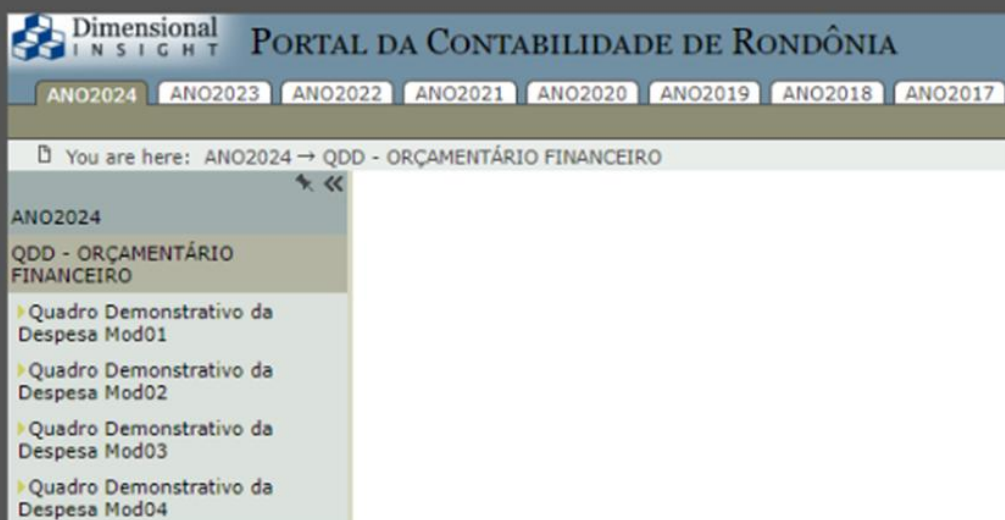 Dimensional
INSIGHT
PORTAL DA CONTABILIDADE DE RONDÔNIA
ANO2024 ANO2023 ANO2022 ANO2021 ANO2020 ANO2019 ANO2018 ANO2017
You are here: ANO2024 → QDD - ORÇAMENTÁRIO FINANCEIRO
ANO2024
QDD - ORÇAMENTÁRIO
FINANCEIRO
Quadro Demonstrativo da
Despesa Mod01
Quadro Demonstrativo da
Despesa Mod02
Quadro Demonstrativo da
Despesa Mod03
Quadro Demonstrativo da
Despesa Mod04